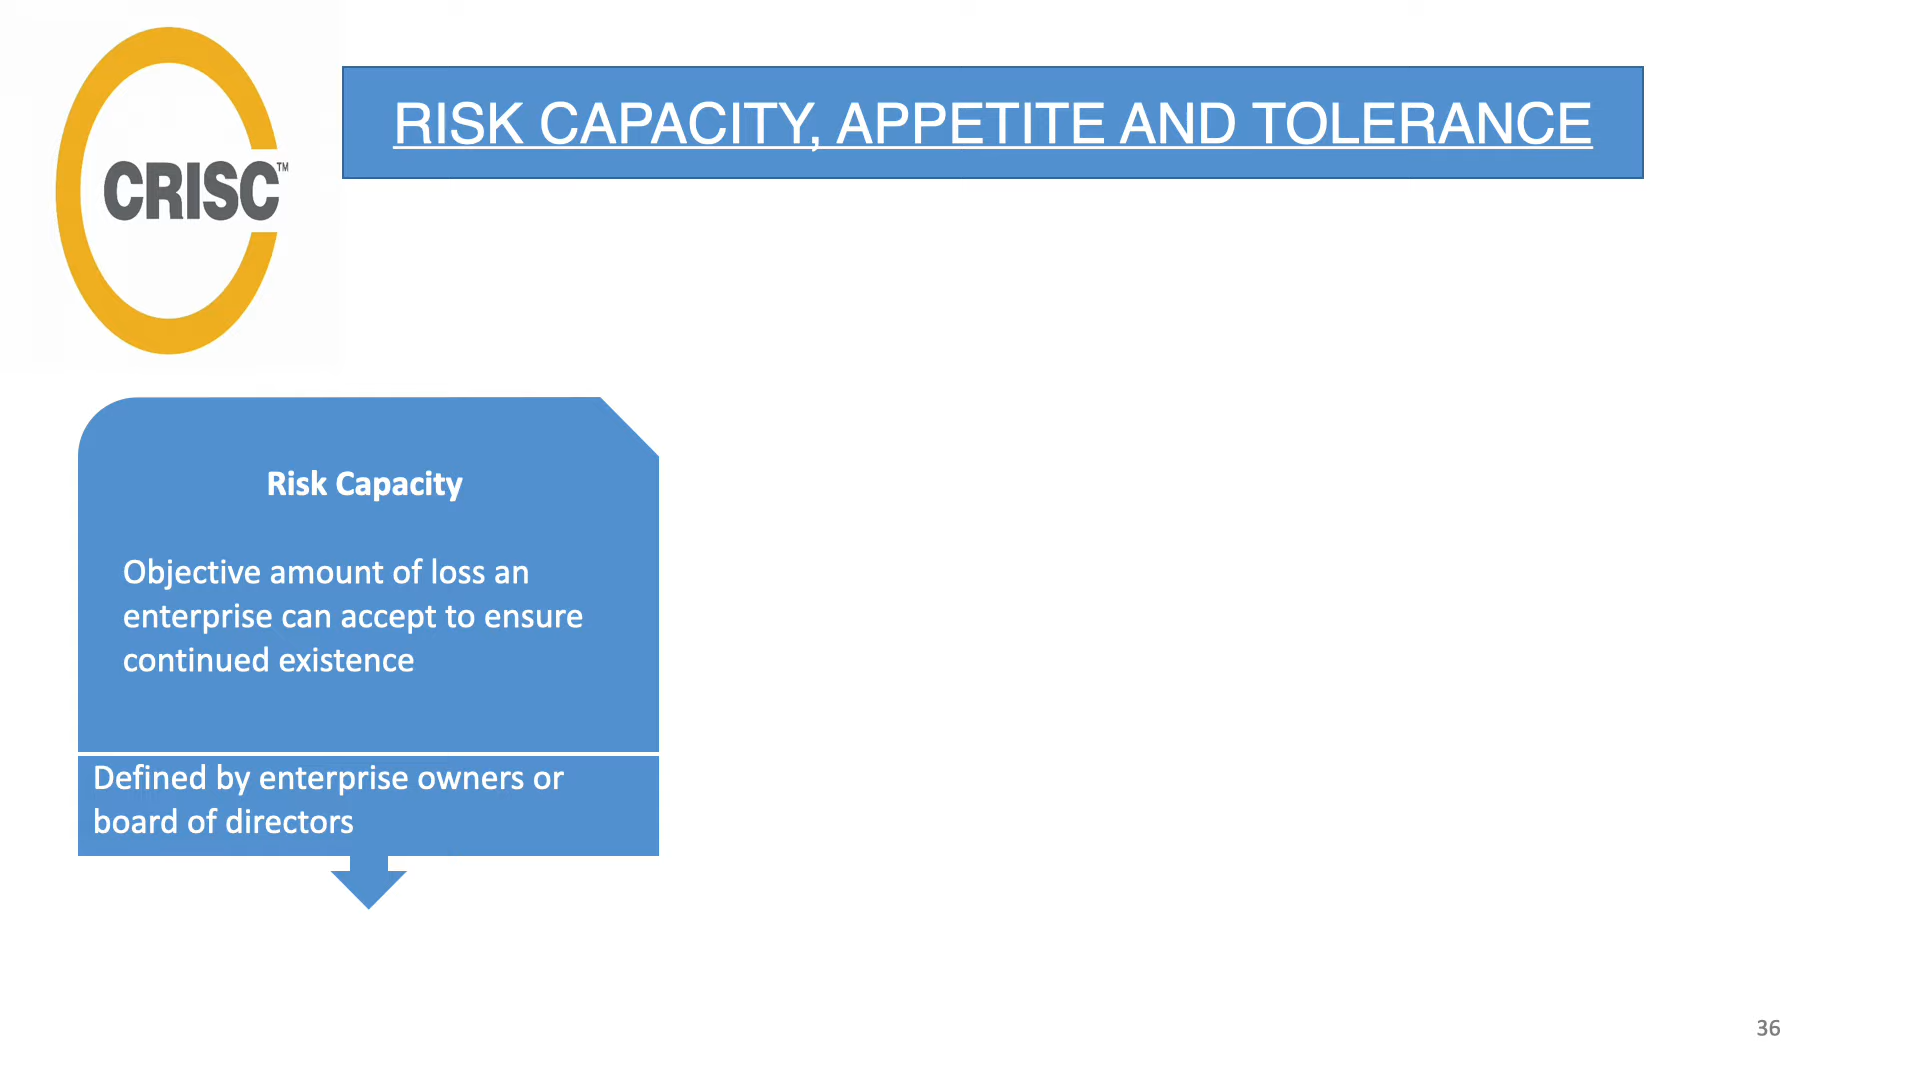 CRISC™
RISK CAPACITY, APPETITE AND TOLERANCE
Risk Capacity
Objective amount of loss an
enterprise can accept to ensure
continued existence
Defined by enterprise owners or
board of directors
36